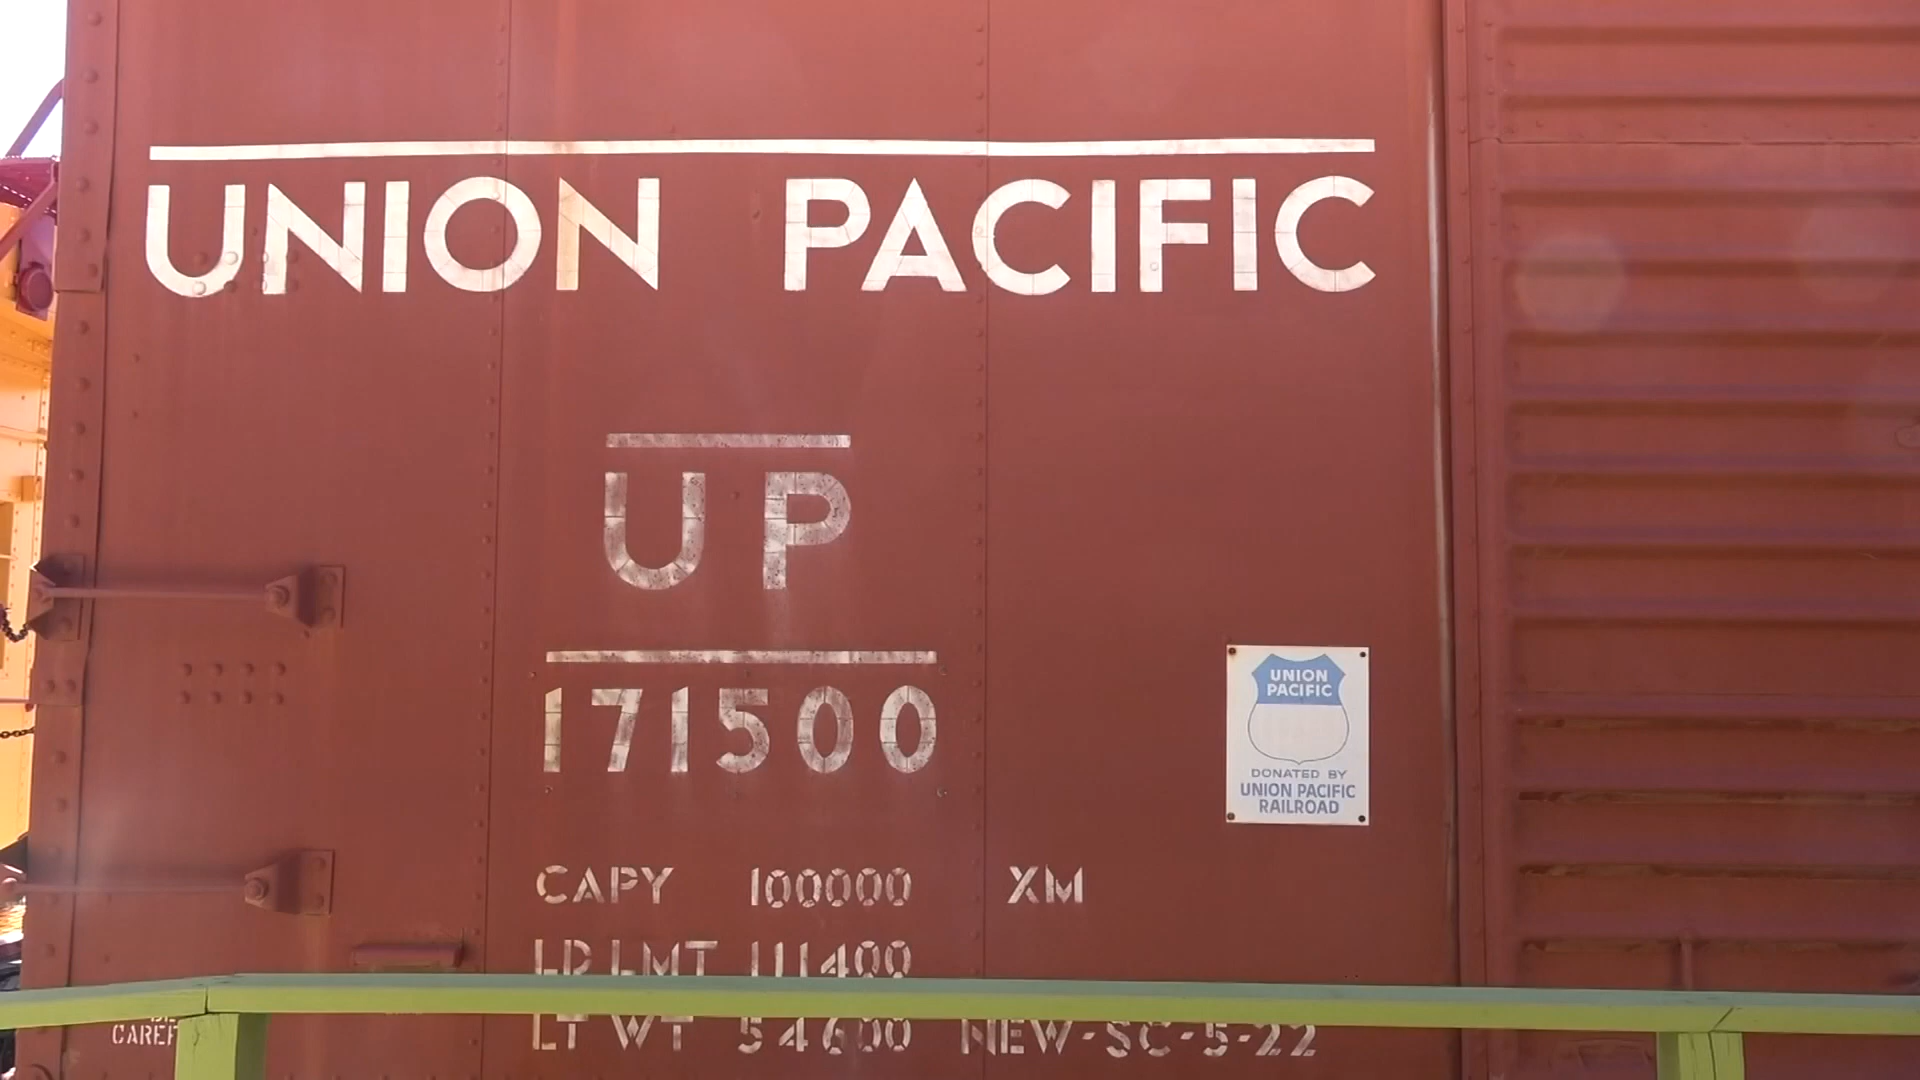 UNION PACIFIC
UP
171500
UNION
PACIFIC
DONATED BY
UNION PACIFIC
RAILROAD
CAPY 100000 XM
LD LMT 111400
LT WT 54600 NEW-SC-5-22